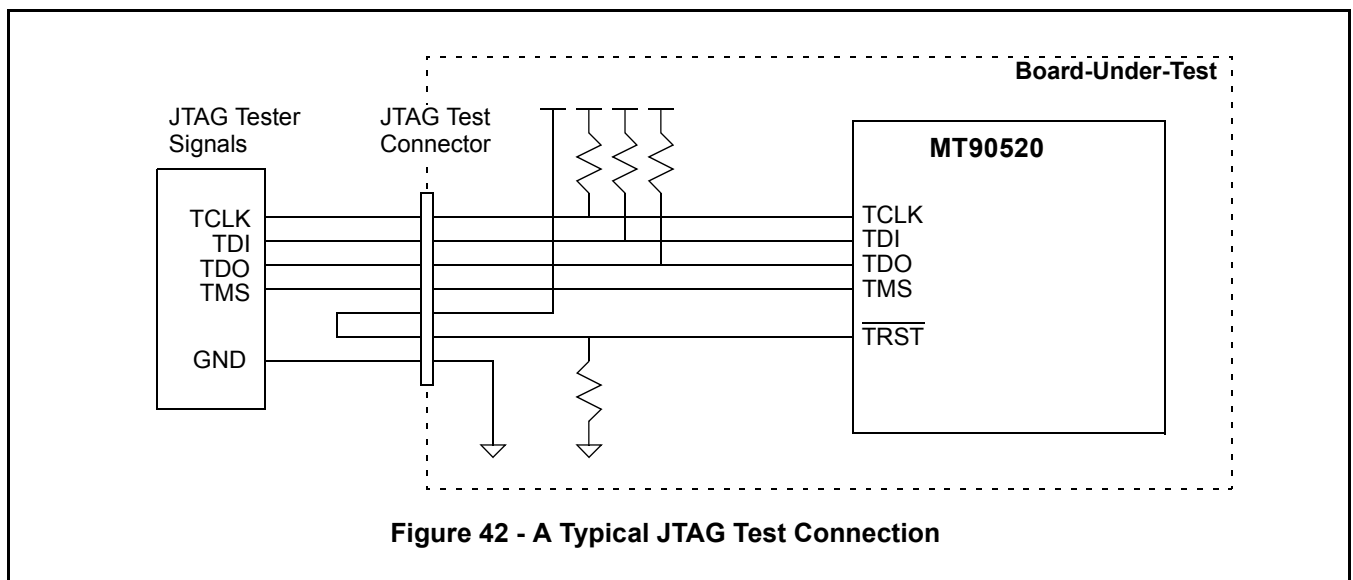 Board-Under-Test
JTAG Tester
Signals
JTAG Test
Connector
MT90520
TCLK
TDI
TDO
TMS
GND
TCLK
TDI
TDO
TMS
TRST
Figure 42 - A Typical JTAG Test Connection